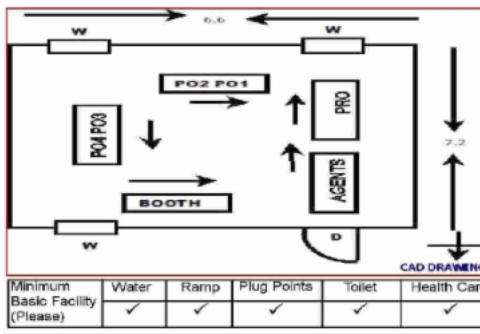 6.6
W W
PO2 PO1
PO4 PO3
PRO
7.2
AGENTS
BOOTH
W
D
CAD DRAWING
Minimum Basic Facility (Please) Water Ramp Plug Points Toilet Health Car
✓ ✓ ✓ ✓ ✓